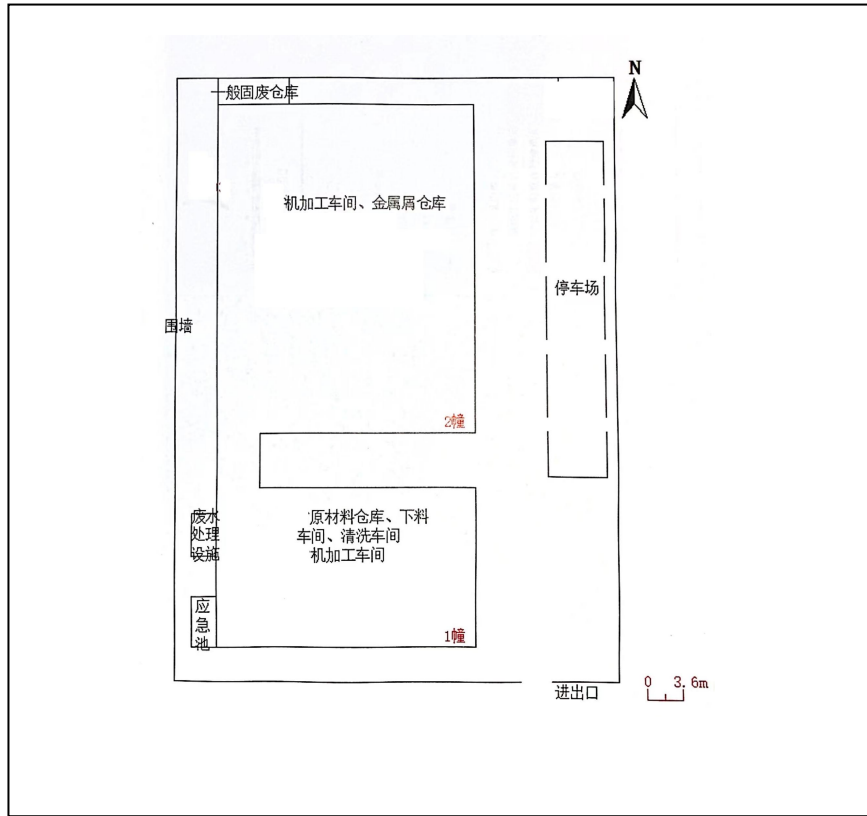 N
一般固废仓库
机加工车间、金属屑仓库
停车场
围墙
2幢
废水
处理
设施
原材料仓库、下料
车间、清洗车间
机加工车间
应
急
池
1幢
0 3.6m
进出口